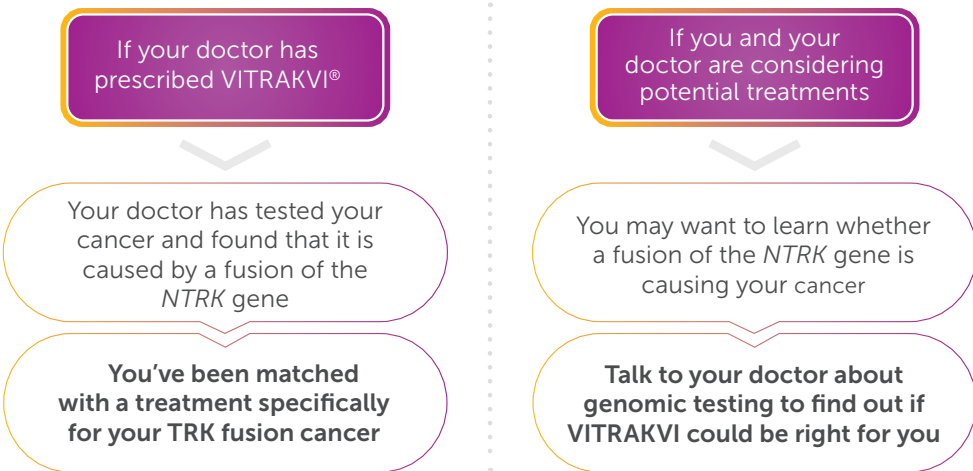 If your doctor has
prescribed VITRAKVI®
Your doctor has tested your
cancer and found that it is
caused by a fusion of the
NTRK gene
You’ve been matched
with a treatment specifically
for your TRK fusion cancer
If you and your
doctor are considering
potential treatments
You may want to learn whether
a fusion of the NTRK gene is
causing your cancer
Talk to your doctor about
genomic testing to find out if
VITRAKVI could be right for you